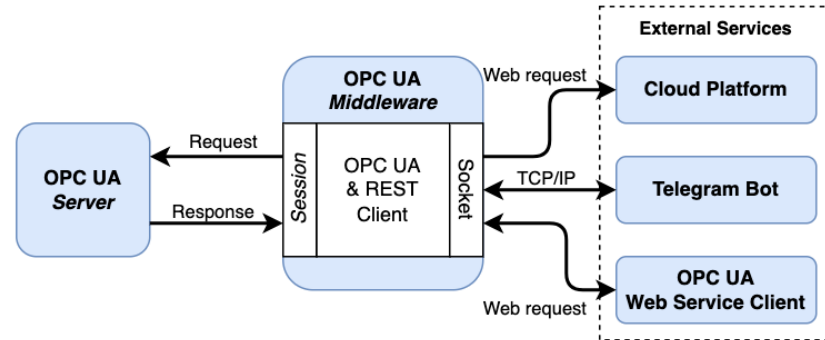 External Services
OPC UA
Server
Request
Response
OPC UA
Middleware
Session
OPC UA
& REST
Client
Socket
Web request
TCP/IP
Web request
Cloud Platform
Telegram Bot
OPC UA
Web Service Client